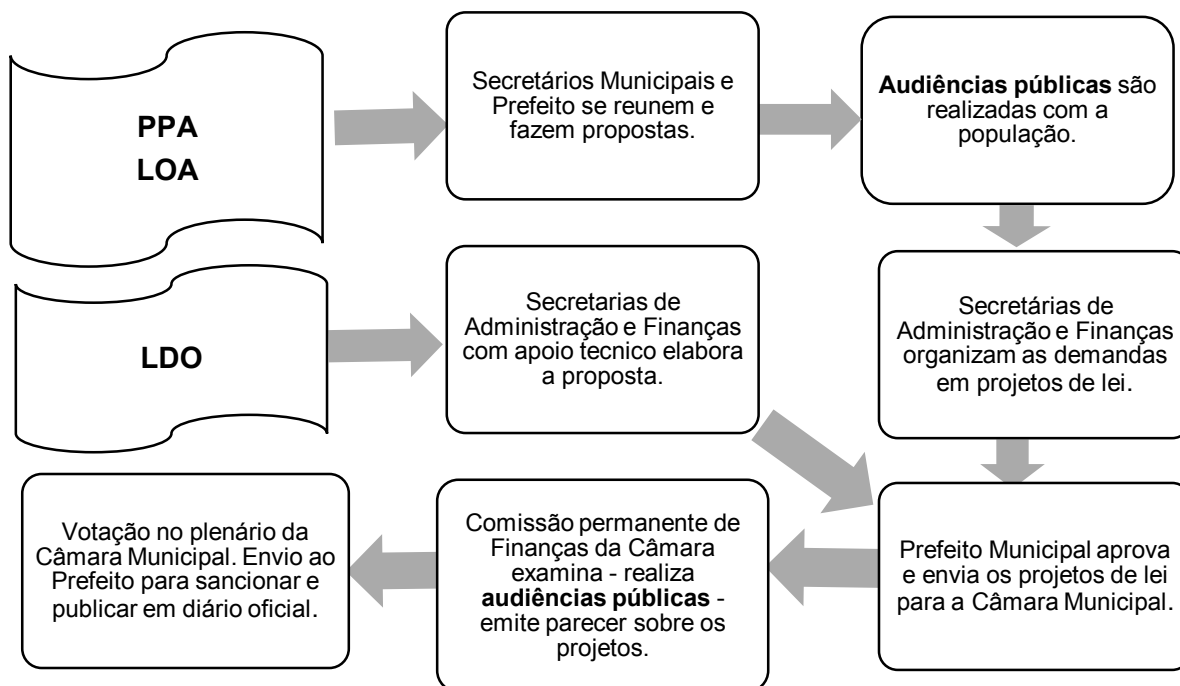 PPA
LOA
Secretários Municipais e
Prefeito se reunem e
fazem propostas.
Audiências públicas são
realizadas com a
população.
LDO
Secretarias de
Administração e Finanças
com apoio tecnico elabora
a proposta.
Secretárias de
Administração e Finanças
organizam as demandas
em projetos de lei.
Votação no plenário da
Câmara Municipal. Envio ao
Prefeito para sancionar e
publicar em diário oficial.
Comissão permanente de
Finanças da Câmara
examina - realiza
audiências públicas -
emite parecer sobre os
projetos.
Prefeito Municipal aprova
e envia os projetos de lei
para a Câmara Municipal.